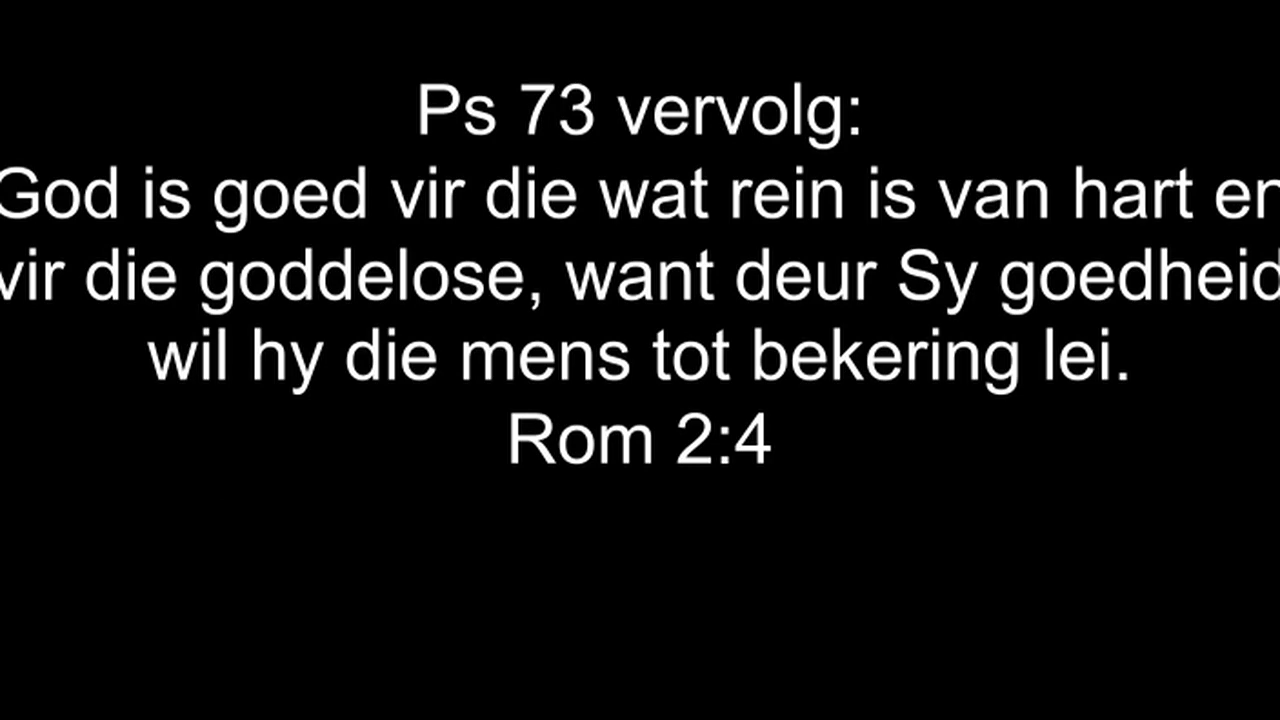 Ps 73 vervolg:
God is goed vir die wat rein is van hart en
vir die goddelose, want deur Sy goedheid
wil hy die mens tot bekering lei.
Rom 2:4